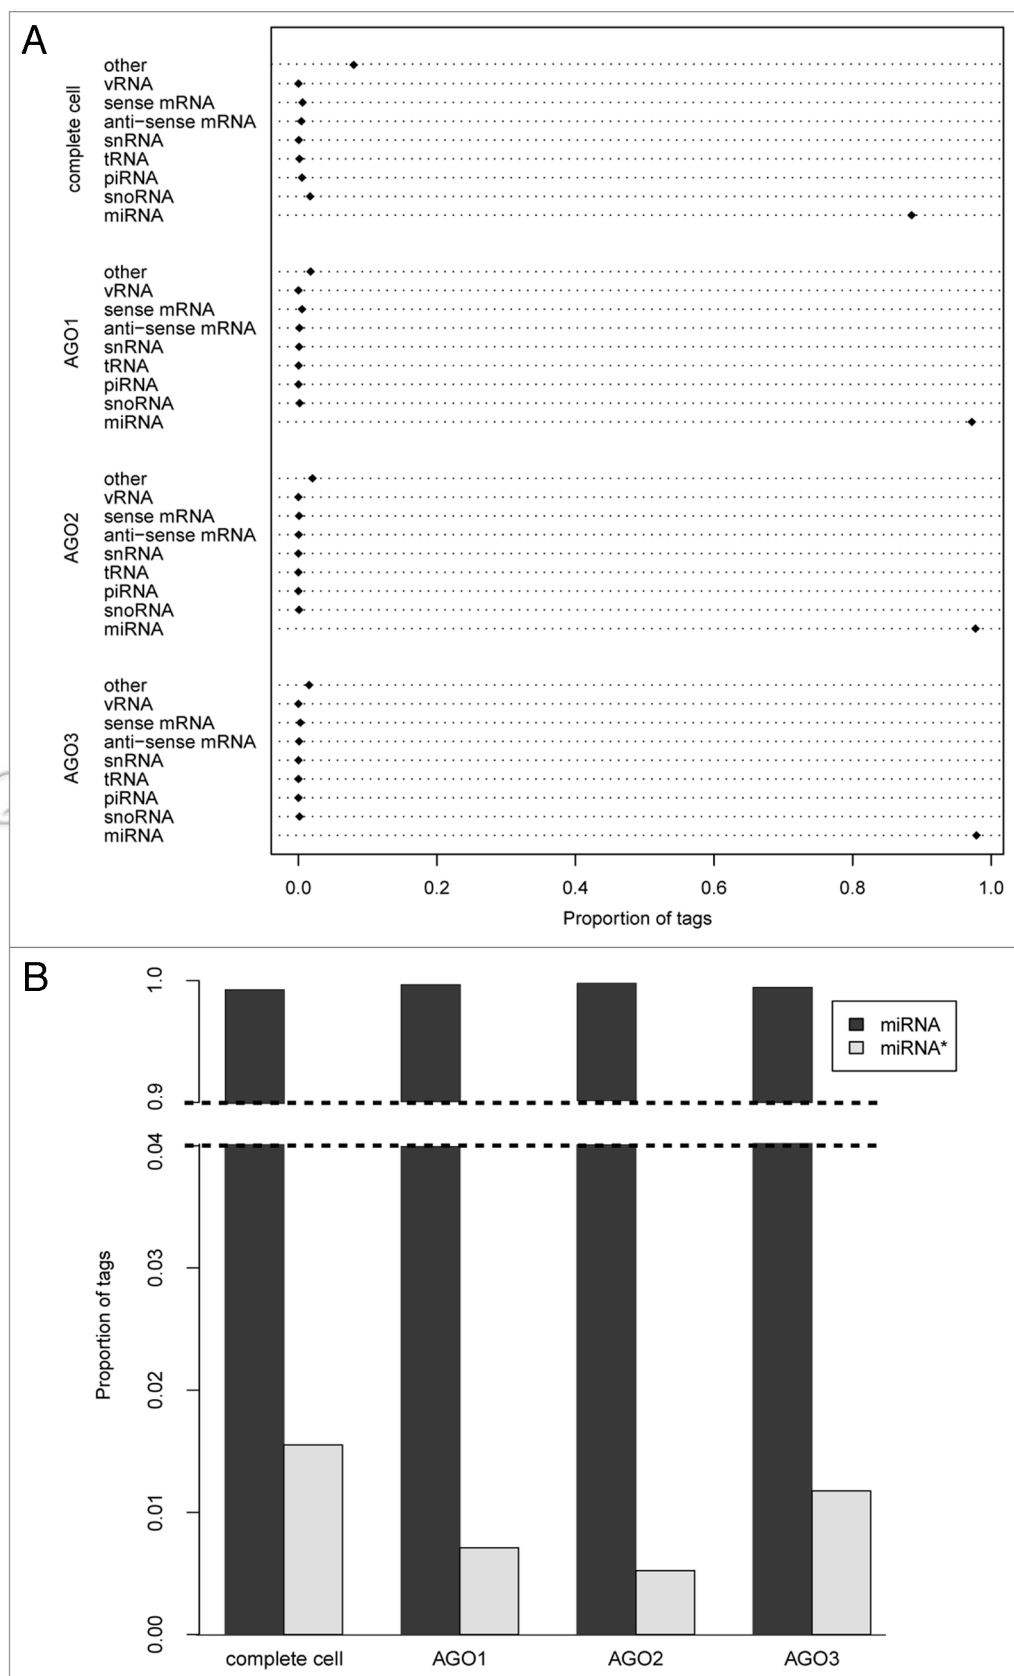 A
complete cell
other
vRNA
sense mRNA
anti−sense mRNA
snRNA
tRNA
piRNA
snoRNA
miRNA
AGO1
other
vRNA
sense mRNA
anti−sense mRNA
snRNA
tRNA
piRNA
snoRNA
miRNA
AGO2
other
vRNA
sense mRNA
anti−sense mRNA
snRNA
tRNA
piRNA
snoRNA
miRNA
AGO3
other
vRNA
sense mRNA
anti−sense mRNA
snRNA
tRNA
piRNA
snoRNA
miRNA
0.0 0.2 0.4 0.6 0.8 1.0
Proportion of tags
B
1.0
0.9
0.04
0.03
0.02
0.01
0.00
Proportion of tags
miRNA
miRNA*
complete cell AGO1 AGO2 AGO3